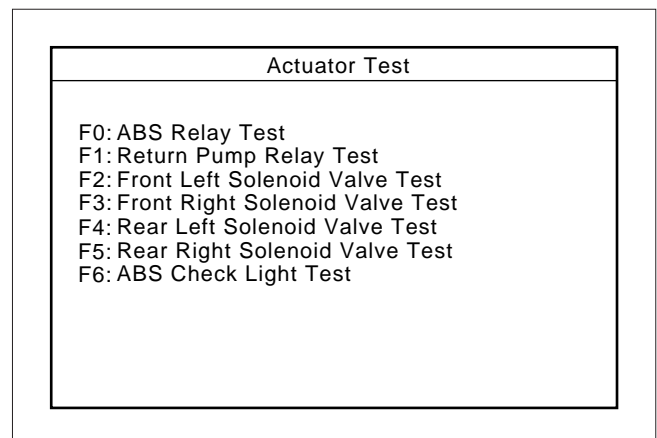 Actuator Test
F0: ABS Relay Test
F1: Return Pump Relay Test
F2: Front Left Solenoid Valve Test
F3: Front Right Solenoid Valve Test
F4: Rear Left Solenoid Valve Test
F5: Rear Right Solenoid Valve Test
F6: ABS Check Light Test